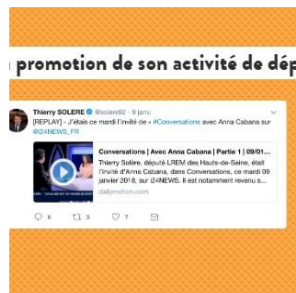 promotion de son activité de dép
Thierry SOLERE @solere92 · 9 janv.
[REPLAY] - J'étais ce mardi l'invité de « #Conversations avec Anna Cabana sur
@I24NEWS_FR
Conversations | Avec Anna Cabana | Partie 1 | 09/01...
Thierry Solère, député LREM des Hauts-de-Seine, était
l'invité d'Anna Cabana, dans Conversations, ce mardi 09
janvier 2018, sur i24NEWS. Il est notamment revenu s...
dailymotion.com
6 3 7